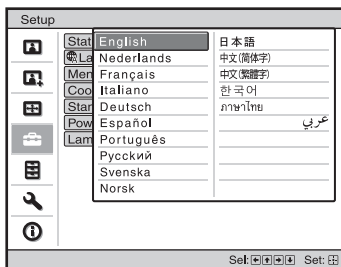 Setup
Stat
La
Men
Coo
Star
Pow
Lam
English
Nederlands
Français
Italiano
Deutsch
Español
Português
Русский
Svenska
Norsk
日本語
中文(简体字)
中文(繁體字)
한국어
ภาษาไทย
عربي
Sel: Set: